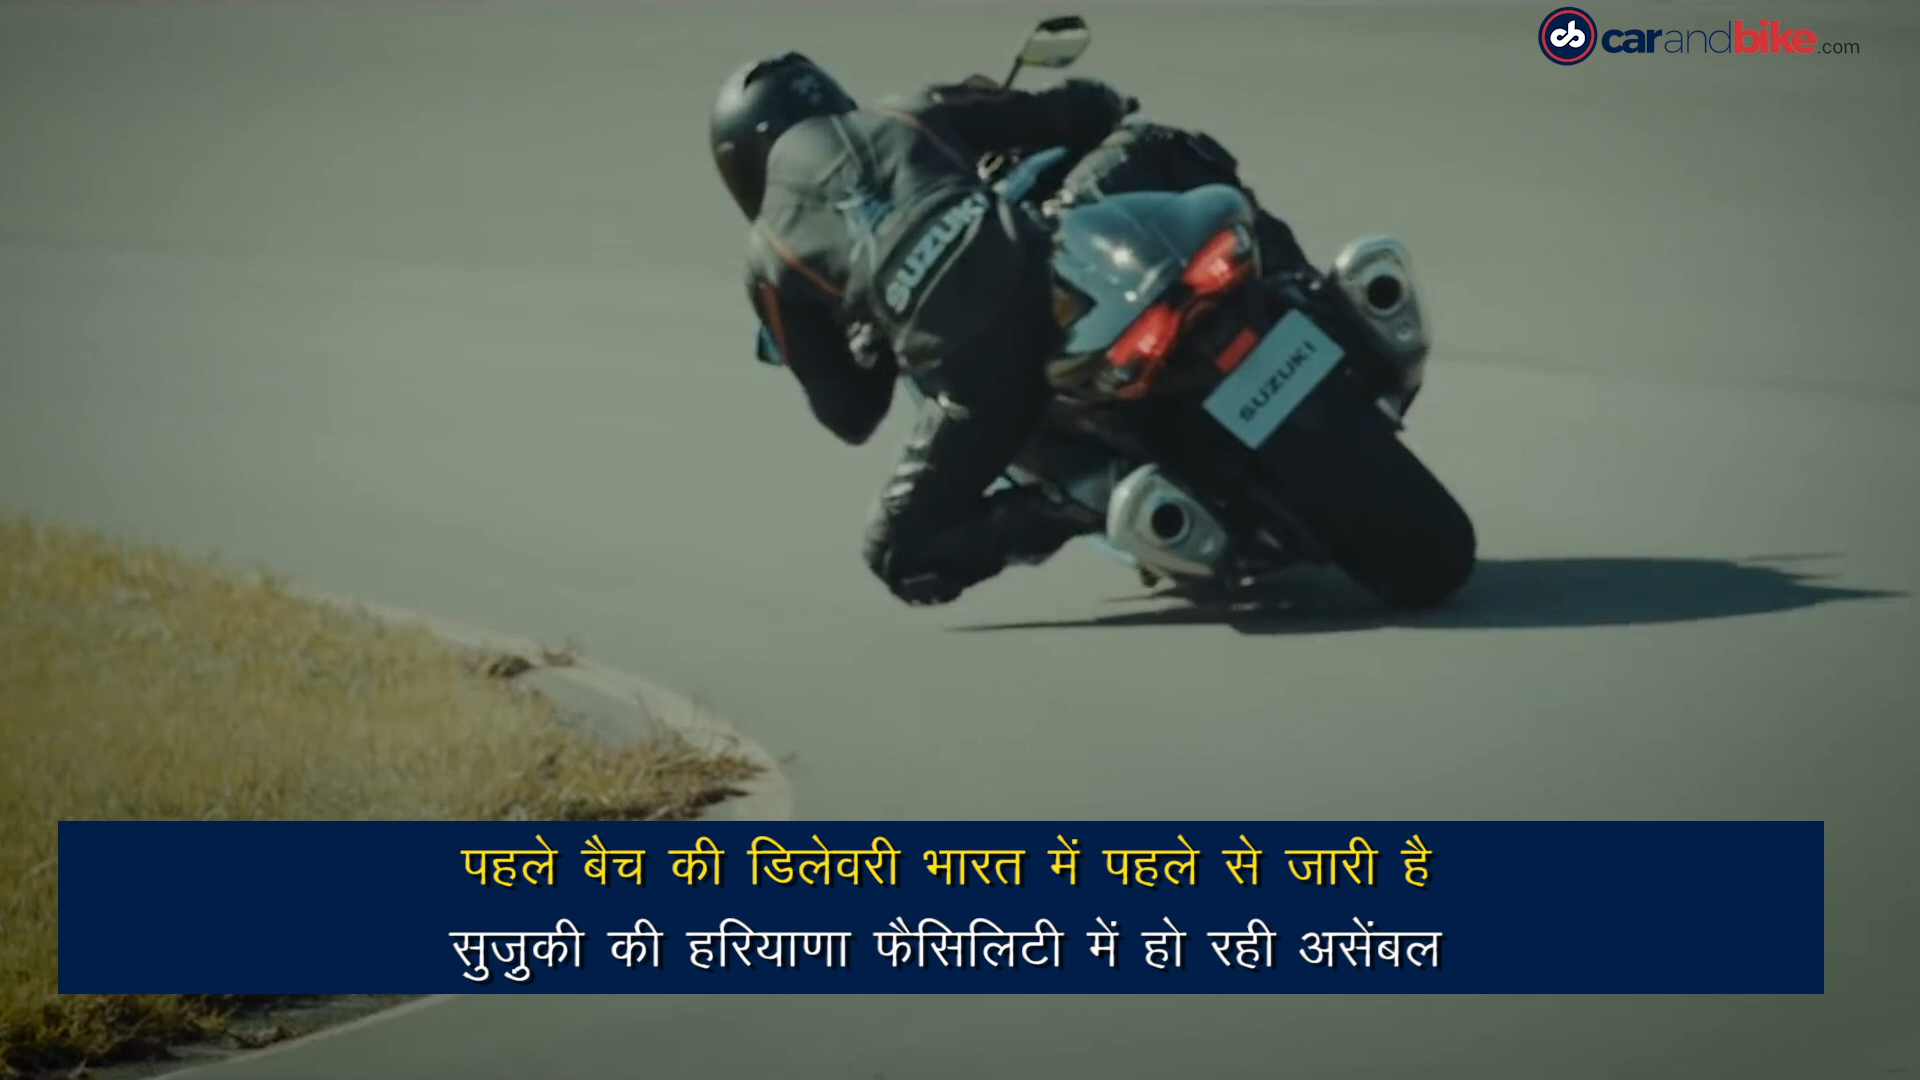 carandbike.com
SUZUKI
SUZUKI
पहले बैच की डिलेवरी भारत में पहले से जारी है
सुजुकी की हरियाणा फैसिलिटी में हो रही असेंबल